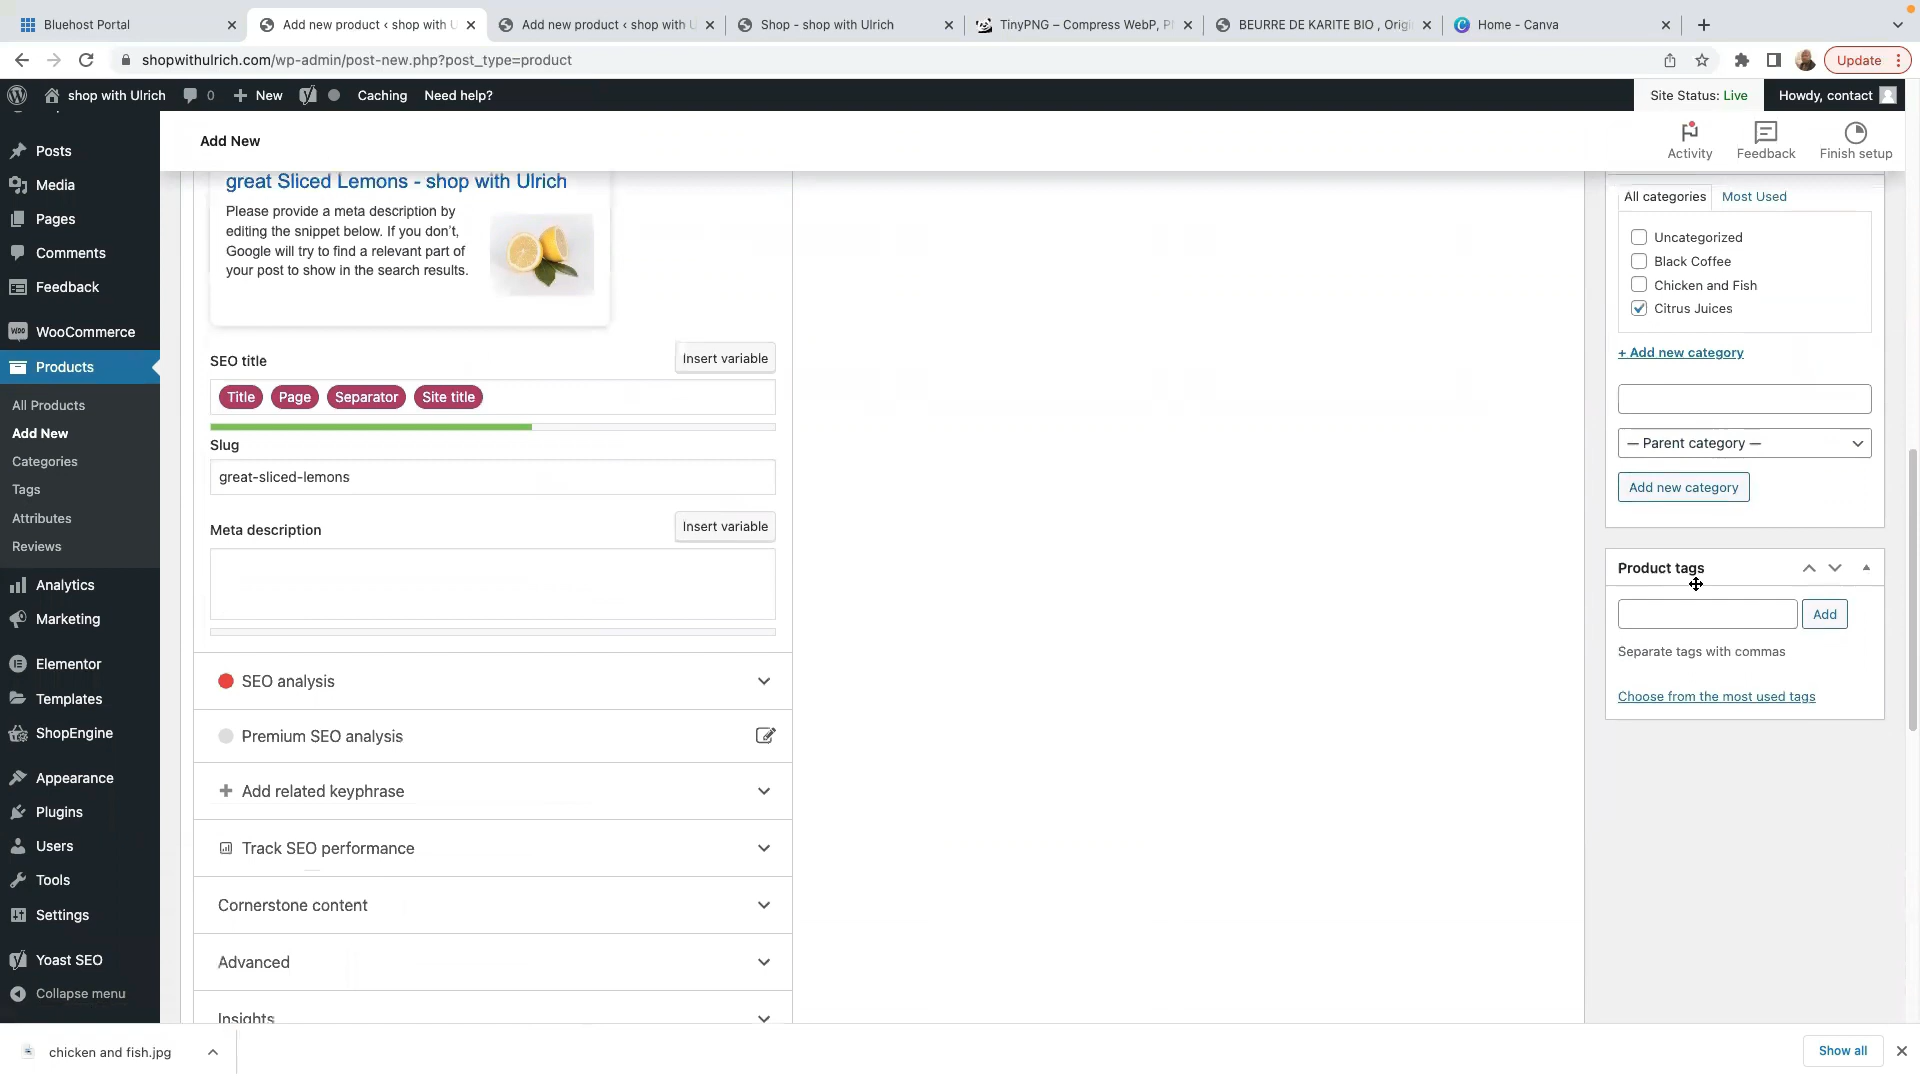 Bluehost Portal
Add new product ‹ shop with U
Add new product ‹ shop with U
Shop - shop with Ulrich
TinyPNG – Compress WebP, P
BEURRE DE KARITE BIO , Origi
Home - Canva
shopwithulrich.com/wp-admin/post-new.php?post_type=product
Update
shop with Ulrich
0
New
Caching
Need help?
Site Status: Live
Howdy, contact
Posts
Media
Pages
Comments
Feedback
WooCommerce
Products
All Products
Add New
Categories
Tags
Attributes
Reviews
Analytics
Marketing
Elementor
Templates
ShopEngine
Appearance
Plugins
Users
Tools
Settings
Yoast SEO
Collapse menu
Add New
Activity
Feedback
Finish setup
great Sliced Lemons - shop with Ulrich
Please provide a meta description by
editing the snippet below. If you don’t,
Google will try to find a relevant part of
your post to show in the search results.
SEO title
Insert variable
Title
Page
Separator
Site title
Slug
great-sliced-lemons
Meta description
Insert variable
SEO analysis
Premium SEO analysis
Add related keyphrase
Track SEO performance
Cornerstone content
Advanced
Insights
All categories
Most Used
Uncategorized
Black Coffee
Chicken and Fish
Citrus Juices
+ Add new category
— Parent category —
Add new category
Product tags
Add
Separate tags with commas
Choose from the most used tags
chicken and fish.jpg
Show all